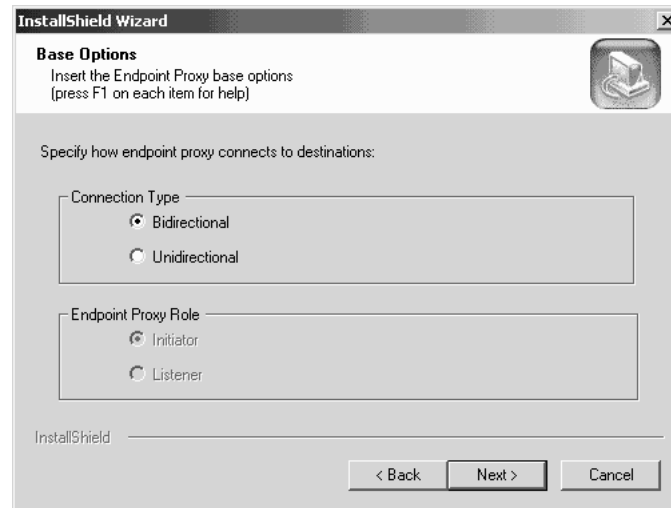 InstallShield Wizard
Base Options
Insert the Endpoint Proxy base options
(press F1 on each item for help)
Specify how endpoint proxy connects to destinations:
Connection Type
Bidirectional
Unidirectional
Endpoint Proxy Role
Initiator
Listener
InstallShield
< Back Next > Cancel